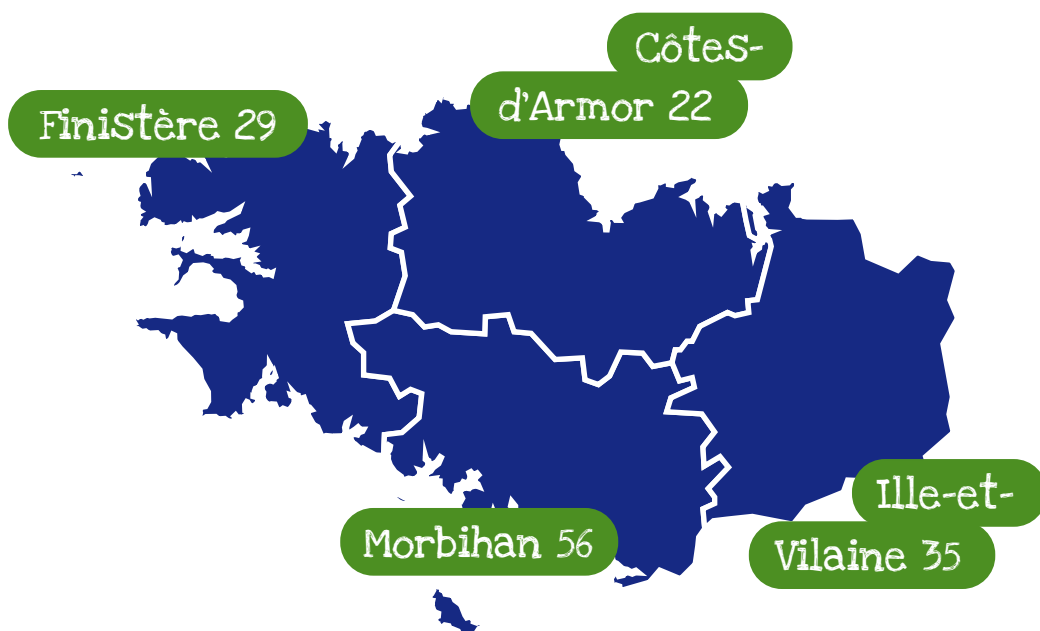 Côtes-
d'Armor 22
Finistère 29
Ille-et-
Vilaine 35
Morbihan 56